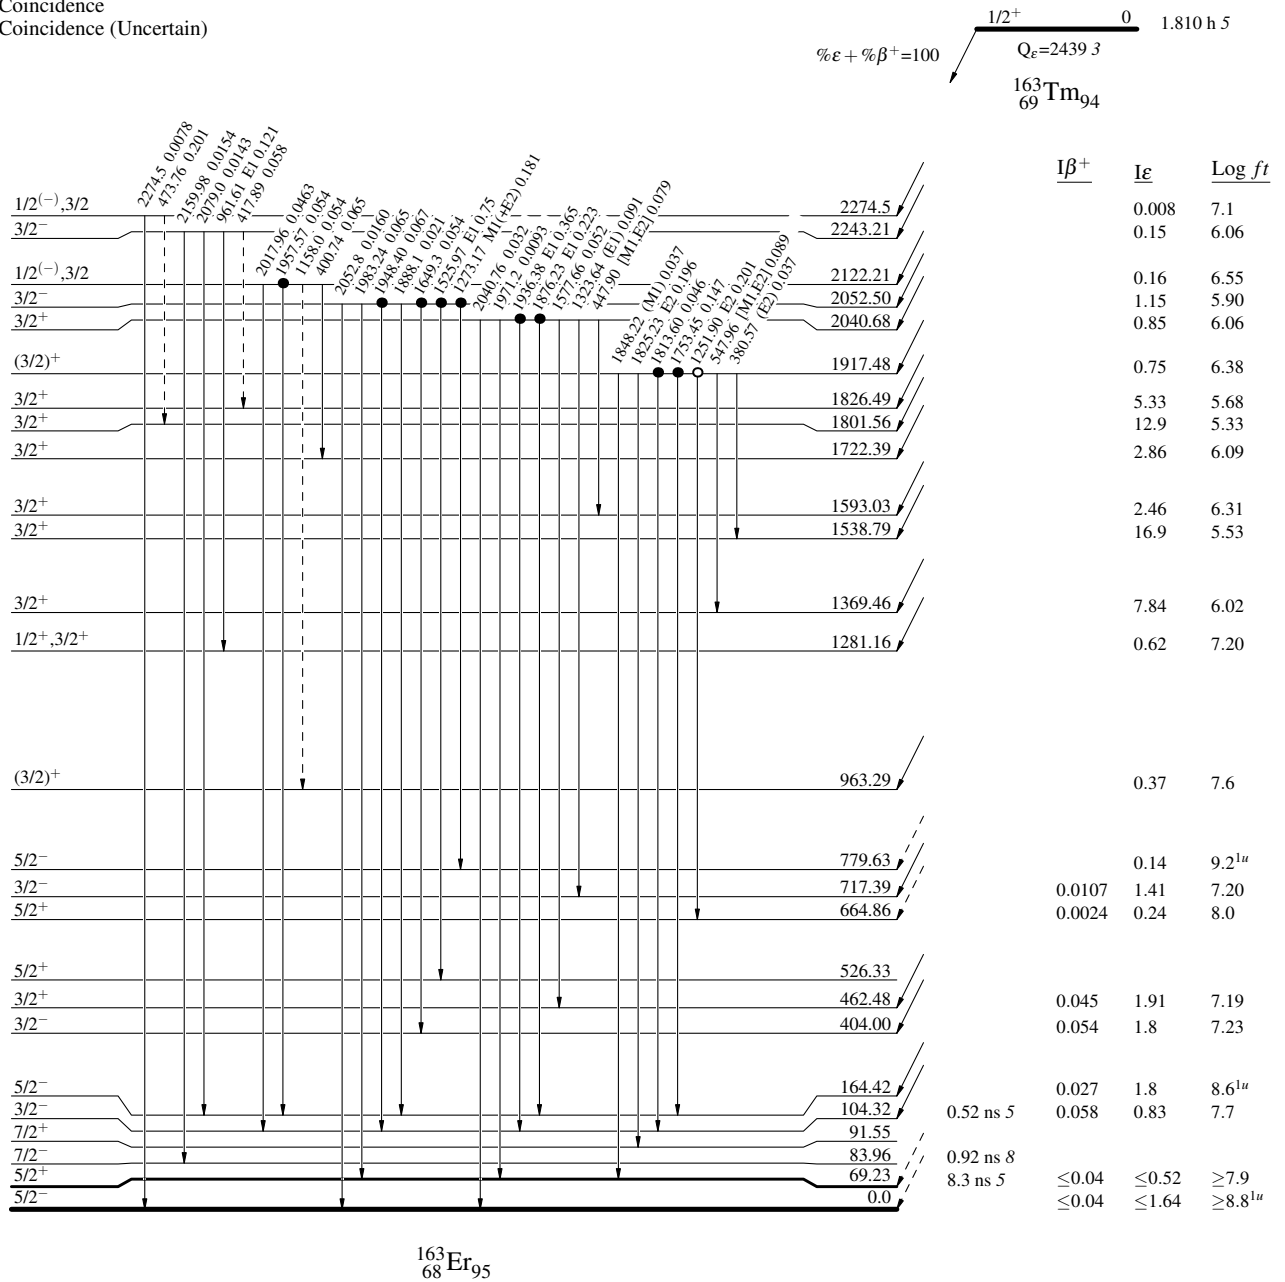 Coincidence
Coincidence (Uncertain)
1/2⁺ 0 1.810 h 5
%ε + %β⁺=100
Qε=2439 3
¹⁶³₆₉Tm₉₄
2274.5 0.0078
473.76 0.201
2159.98 0.0154
2079.0 0.0143
961.61 E1 0.121
417.89 0.058
2017.96 0.0463
1957.57 0.054
1158.0 0.054
400.74 0.065
2052.8 0.0160
1983.24 0.065
1948.40 0.067
1888.1 0.021
1649.3 0.054
1525.97 E1 0.75
1273.17 M1(+E2) 0.181
2040.76 0.032
1971.2 0.0093
1936.38 E1 0.365
1876.23 E1 0.223
1577.66 0.052
1323.64 (E1) 0.091
447.90 [M1,E2] 0.079
1848.22 (M1) 0.037
1825.23 E2 0.196
1813.60 0.046
1753.45 0.147
1251.90 E2 0.201
547.96 [M1,E2] 0.089
380.57 (E2) 0.037
Iβ⁺ Iε Log ft
1/2⁽⁻⁾,3/2 2274.5 0.008 7.1
3/2⁻ 2243.21 0.15 6.06
1/2⁽⁻⁾,3/2 2122.21 0.16 6.55
3/2⁻ 2052.50 1.15 5.90
3/2⁺ 2040.68 0.85 6.06
(3/2)⁺ 1917.48 0.75 6.38
3/2⁺ 1826.49 5.33 5.68
3/2⁺ 1801.56 12.9 5.33
3/2⁺ 1722.39 2.86 6.09
3/2⁺ 1593.03 2.46 6.31
3/2⁺ 1538.79 16.9 5.53
3/2⁺ 1369.46 7.84 6.02
1/2⁺,3/2⁺ 1281.16 0.62 7.20
(3/2)⁺ 963.29 0.37 7.6
5/2⁻ 779.63 0.14 9.2¹ᵘ
3/2⁻ 717.39 0.0107 1.41 7.20
5/2⁺ 664.86 0.0024 0.24 8.0
5/2⁺ 526.33
3/2⁺ 462.48 0.045 1.91 7.19
3/2⁻ 404.00 0.054 1.8 7.23
5/2⁻ 164.42 0.027 1.8 8.6¹ᵘ
3/2⁻ 104.32 0.52 ns 5 0.058 0.83 7.7
7/2⁺ 91.55
7/2⁻ 83.96 0.92 ns 8
5/2⁺ 69.23 8.3 ns 5 ≤0.04 ≤0.52 ≥7.9
5/2⁻ 0.0 ≤0.04 ≤1.64 ≥8.8¹ᵘ
¹⁶³₆₈Er₉₅